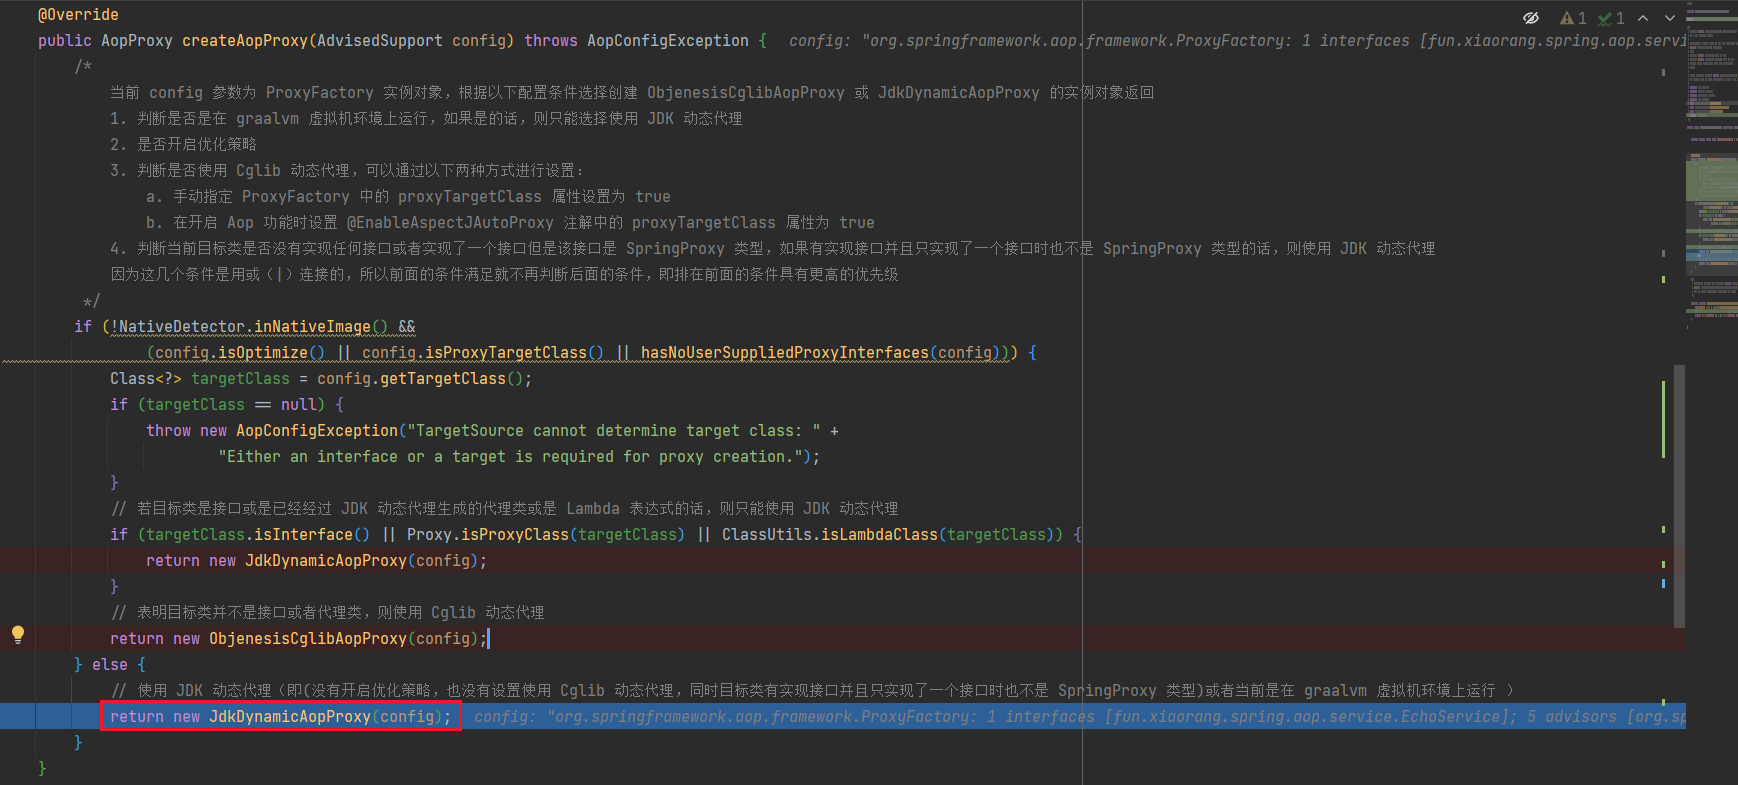 @Override
1 1
public AopProxy createAopProxy(AdvisedSupport config) throws AopConfigException { config: "org.springframework.aop.framework.ProxyFactory: 1 interfaces [fun.xiaorang.spring.aop.servi
/*
当前 config 参数为 ProxyFactory 实例对象，根据以下配置条件选择创建 ObjenesisCglibAopProxy 或 JdkDynamicAopProxy 的实例对象返回
1. 判断是否是在 graalvm 虚拟机环境上运行，如果是的话，则只能选择使用 JDK 动态代理
2. 是否开启优化策略
3. 判断是否使用 Cglib 动态代理，可以通过以下两种方式进行设置：
a. 手动指定 ProxyFactory 中的 proxyTargetClass 属性设置为 true
b. 在开启 Aop 功能时设置 @EnableAspectJAutoProxy 注解中的 proxyTargetClass 属性为 true
4. 判断当前目标类是否没有实现任何接口或者实现了一个接口但是该接口是 SpringProxy 类型，如果有实现接口并且只实现了一个接口时也不是 SpringProxy 类型的话，则使用 JDK 动态代理
因为这几个条件是用或（|）连接的，所以前面的条件满足就不再判断后面的条件，即排在前面的条件具有更高的优先级
*/
if (!NativeDetector.inNativeImage() &&
(config.isOptimize() || config.isProxyTargetClass() || hasNoUserSuppliedProxyInterfaces(config))) {
Class<?> targetClass = config.getTargetClass();
if (targetClass == null) {
throw new AopConfigException("TargetSource cannot determine target class: " +
"Either an interface or a target is required for proxy creation.");
}
// 若目标类是接口或是已经经过 JDK 动态代理生成的代理类或是 Lambda 表达式的话，则只能使用 JDK 动态代理
if (targetClass.isInterface() || Proxy.isProxyClass(targetClass) || ClassUtils.isLambdaClass(targetClass)) {
return new JdkDynamicAopProxy(config);
}
// 表明目标类并不是接口或者代理类，则使用 Cglib 动态代理
return new ObjenesisCglibAopProxy(config);
} else {
// 使用 JDK 动态代理（即(没有开启优化策略，也没有设置使用 Cglib 动态代理，同时目标类有实现接口并且只实现了一个接口时也不是 SpringProxy 类型)或者当前是在 graalvm 虚拟机环境上运行 ）
return new JdkDynamicAopProxy(config); config: "org.springframework.aop.framework.ProxyFactory: 1 interfaces [fun.xiaorang.spring.aop.service.EchoService]; 5 advisors [org.sp
}
}